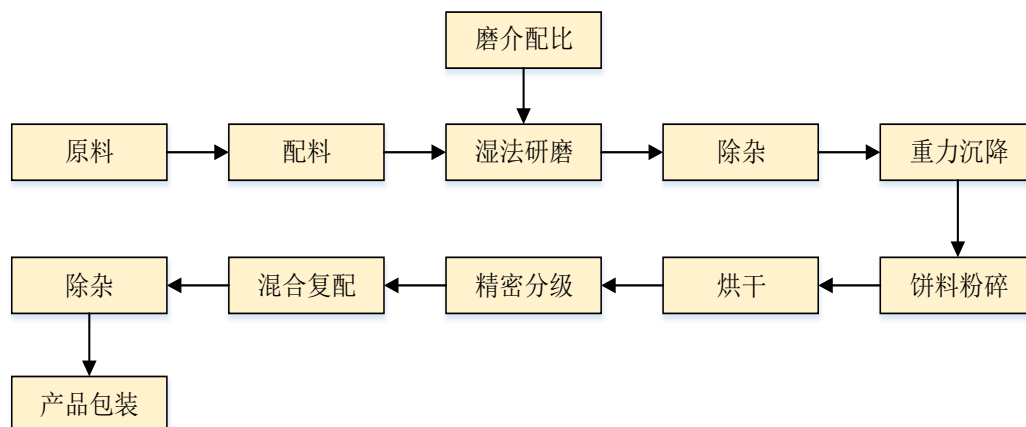 磨介配比
原料
配料
湿法研磨
除杂
重力沉降
除杂
混合复配
精密分级
烘干
饼料粉碎
产品包装